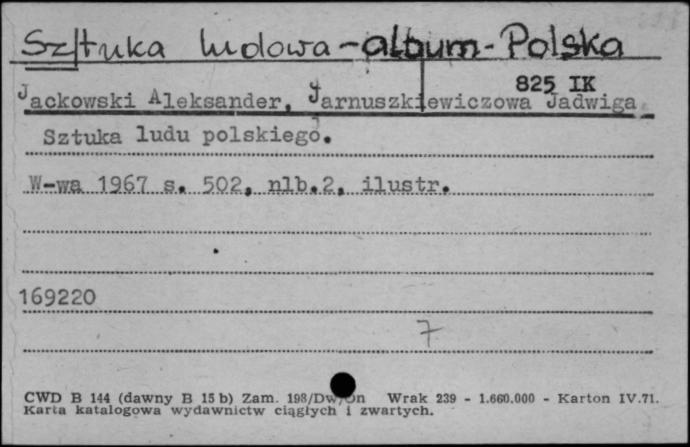 Sztuka ludowa - album - Polska
825 IK
Jackowski Aleksander, Jarnuszkiewiczowa Jadwiga
Sztuka ludu polskiego.
W-wa 1967 s. 502, nlb.2, ilustr.
169220
7
CWD B 144 (dawny B 15 b) Zam. 198/Dw/On Wrak 239 - 1.660.000 - Karton IV.71.
Karta katalogowa wydawnictw ciągłych i zwartych.